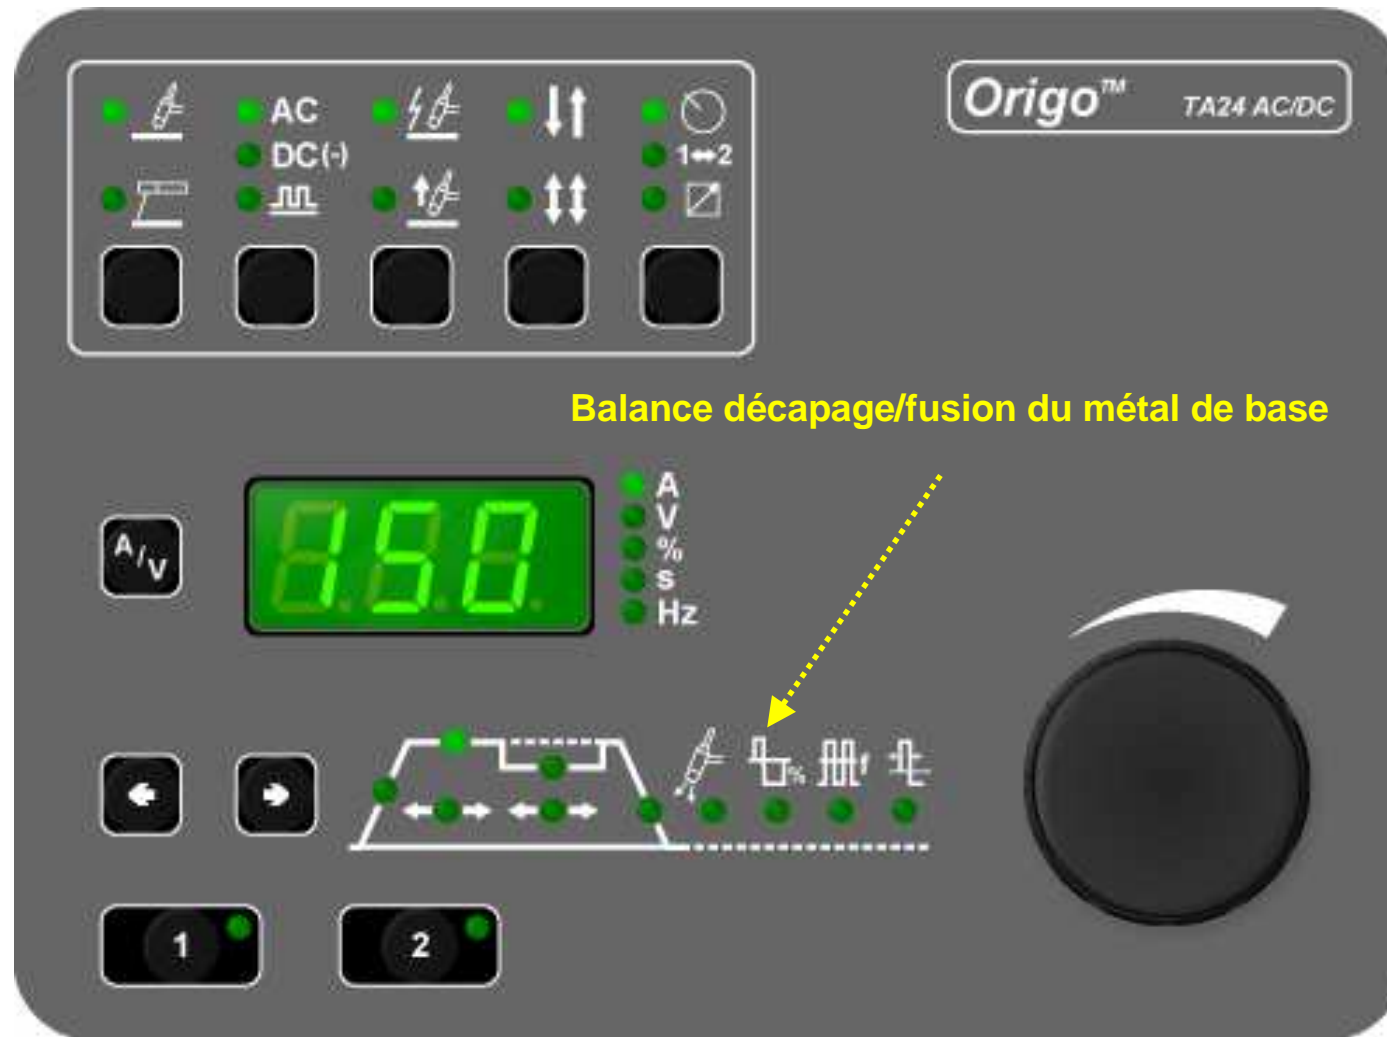 Origo™ TA24 AC/DC
AC
DC(-)
1⬌2
Balance décapage/fusion du métal de base
A/V
150
A
V
%
s
Hz
%
f
1
2